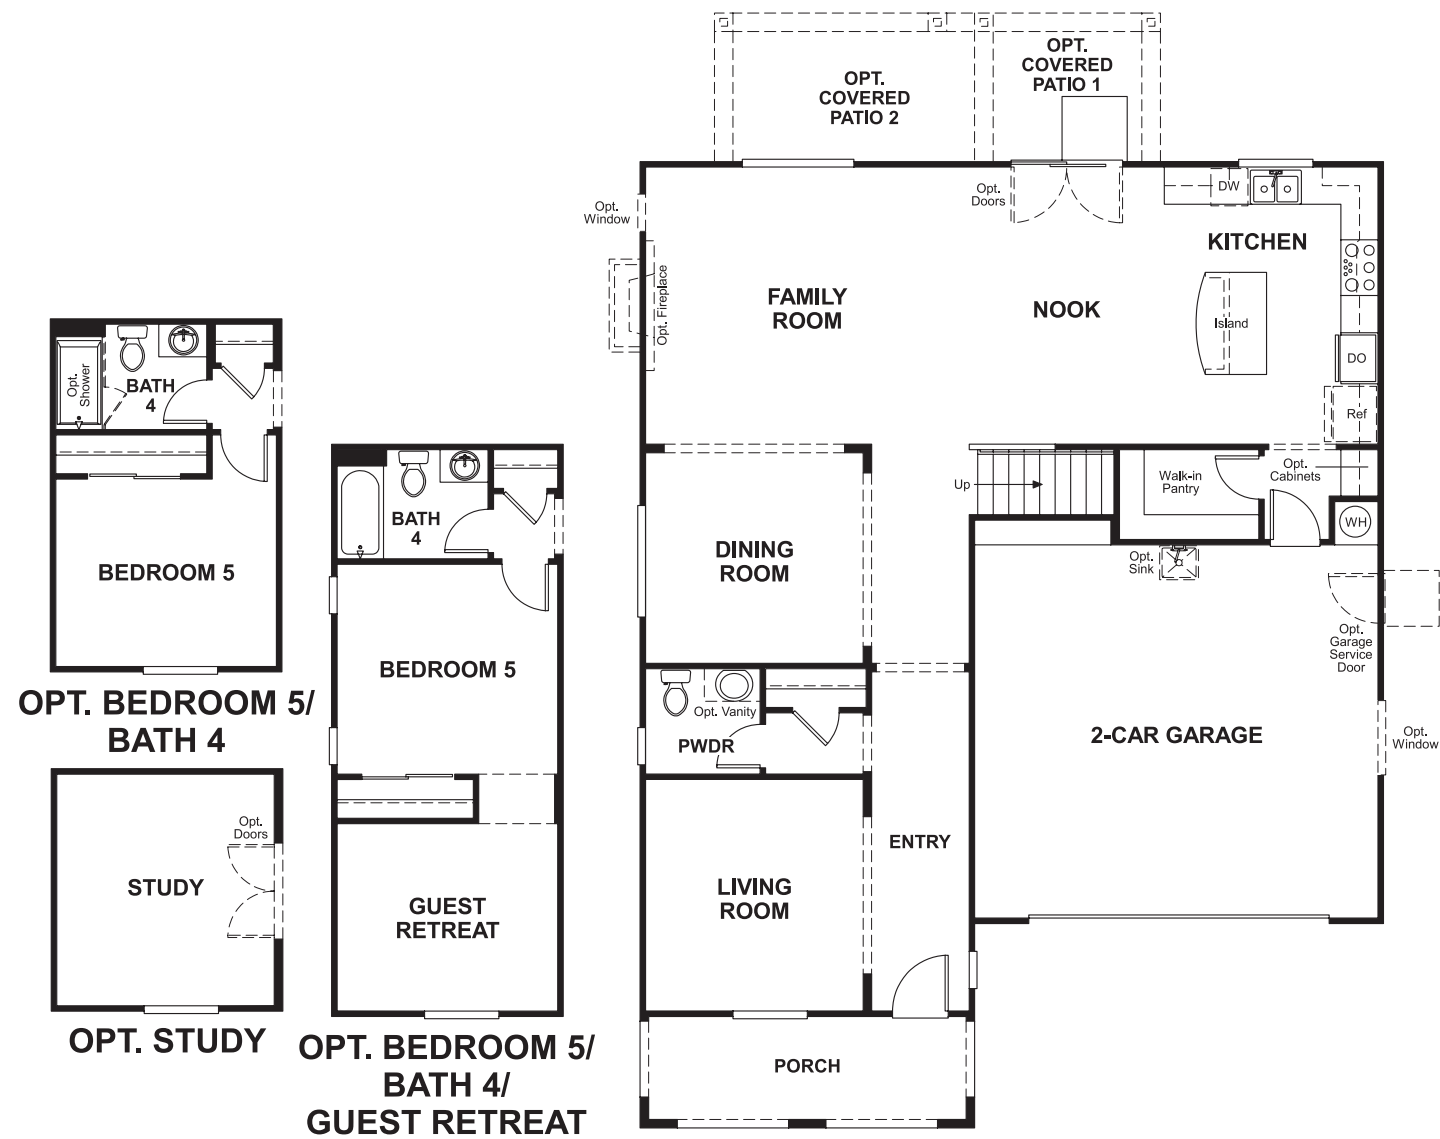 OPT.
COVERED
PATIO 2
OPT.
COVERED
PATIO 1
Opt.
Window
Opt.
Doors
DW
KITCHEN
Opt. Fireplace
FAMILY
ROOM
NOOK
Island
DO
Ref
Up
Walk-in
Pantry
Opt.
Cabinets
WH
DINING
ROOM
Opt.
Sink
Opt.
Garage
Service
Door
Opt. Vanity
PWDR
2-CAR GARAGE
Opt.
Window
ENTRY
LIVING
ROOM
PORCH
Opt.
Shower
BATH
4
BEDROOM 5
OPT. BEDROOM 5/
BATH 4
Opt.
Doors
STUDY
OPT. STUDY
BATH
4
BEDROOM 5
GUEST
RETREAT
OPT. BEDROOM 5/
BATH 4/
GUEST RETREAT